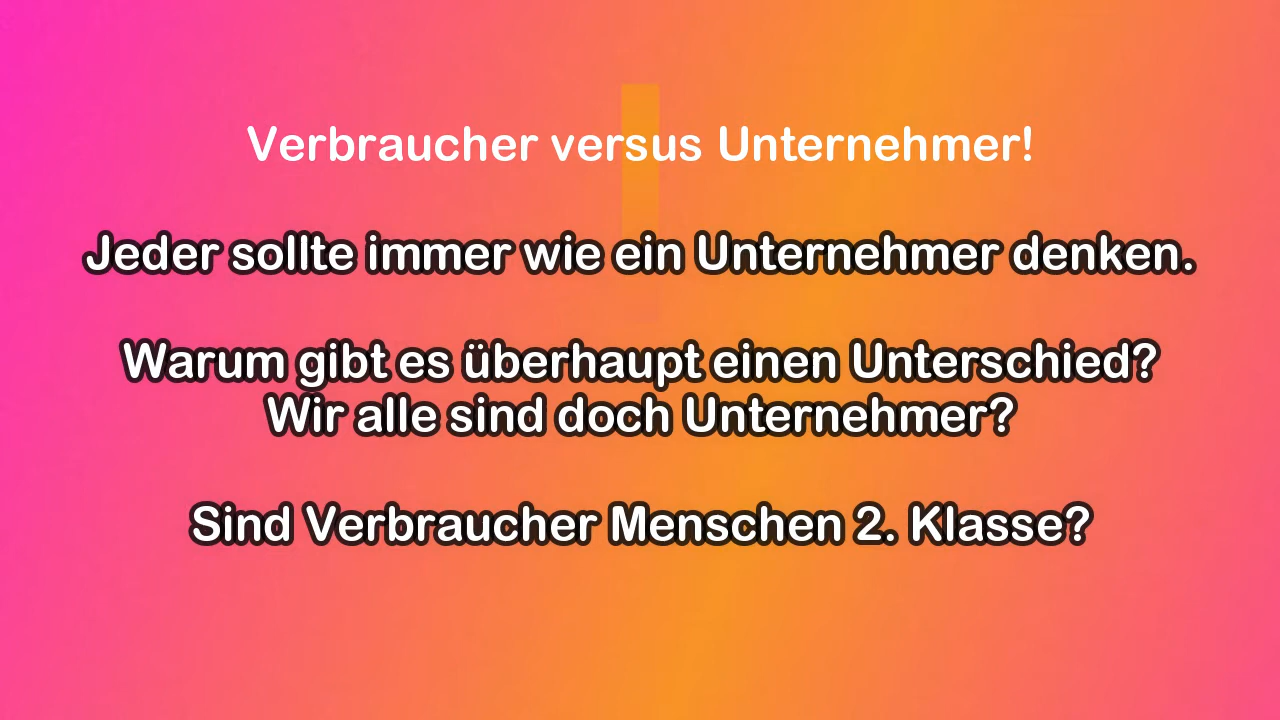 Verbraucher versus Unternehmer!
Jeder sollte immer wie ein Unternehmer denken.
Warum gibt es überhaupt einen Unterschied?
Wir alle sind doch Unternehmer?
Sind Verbraucher Menschen 2. Klasse?